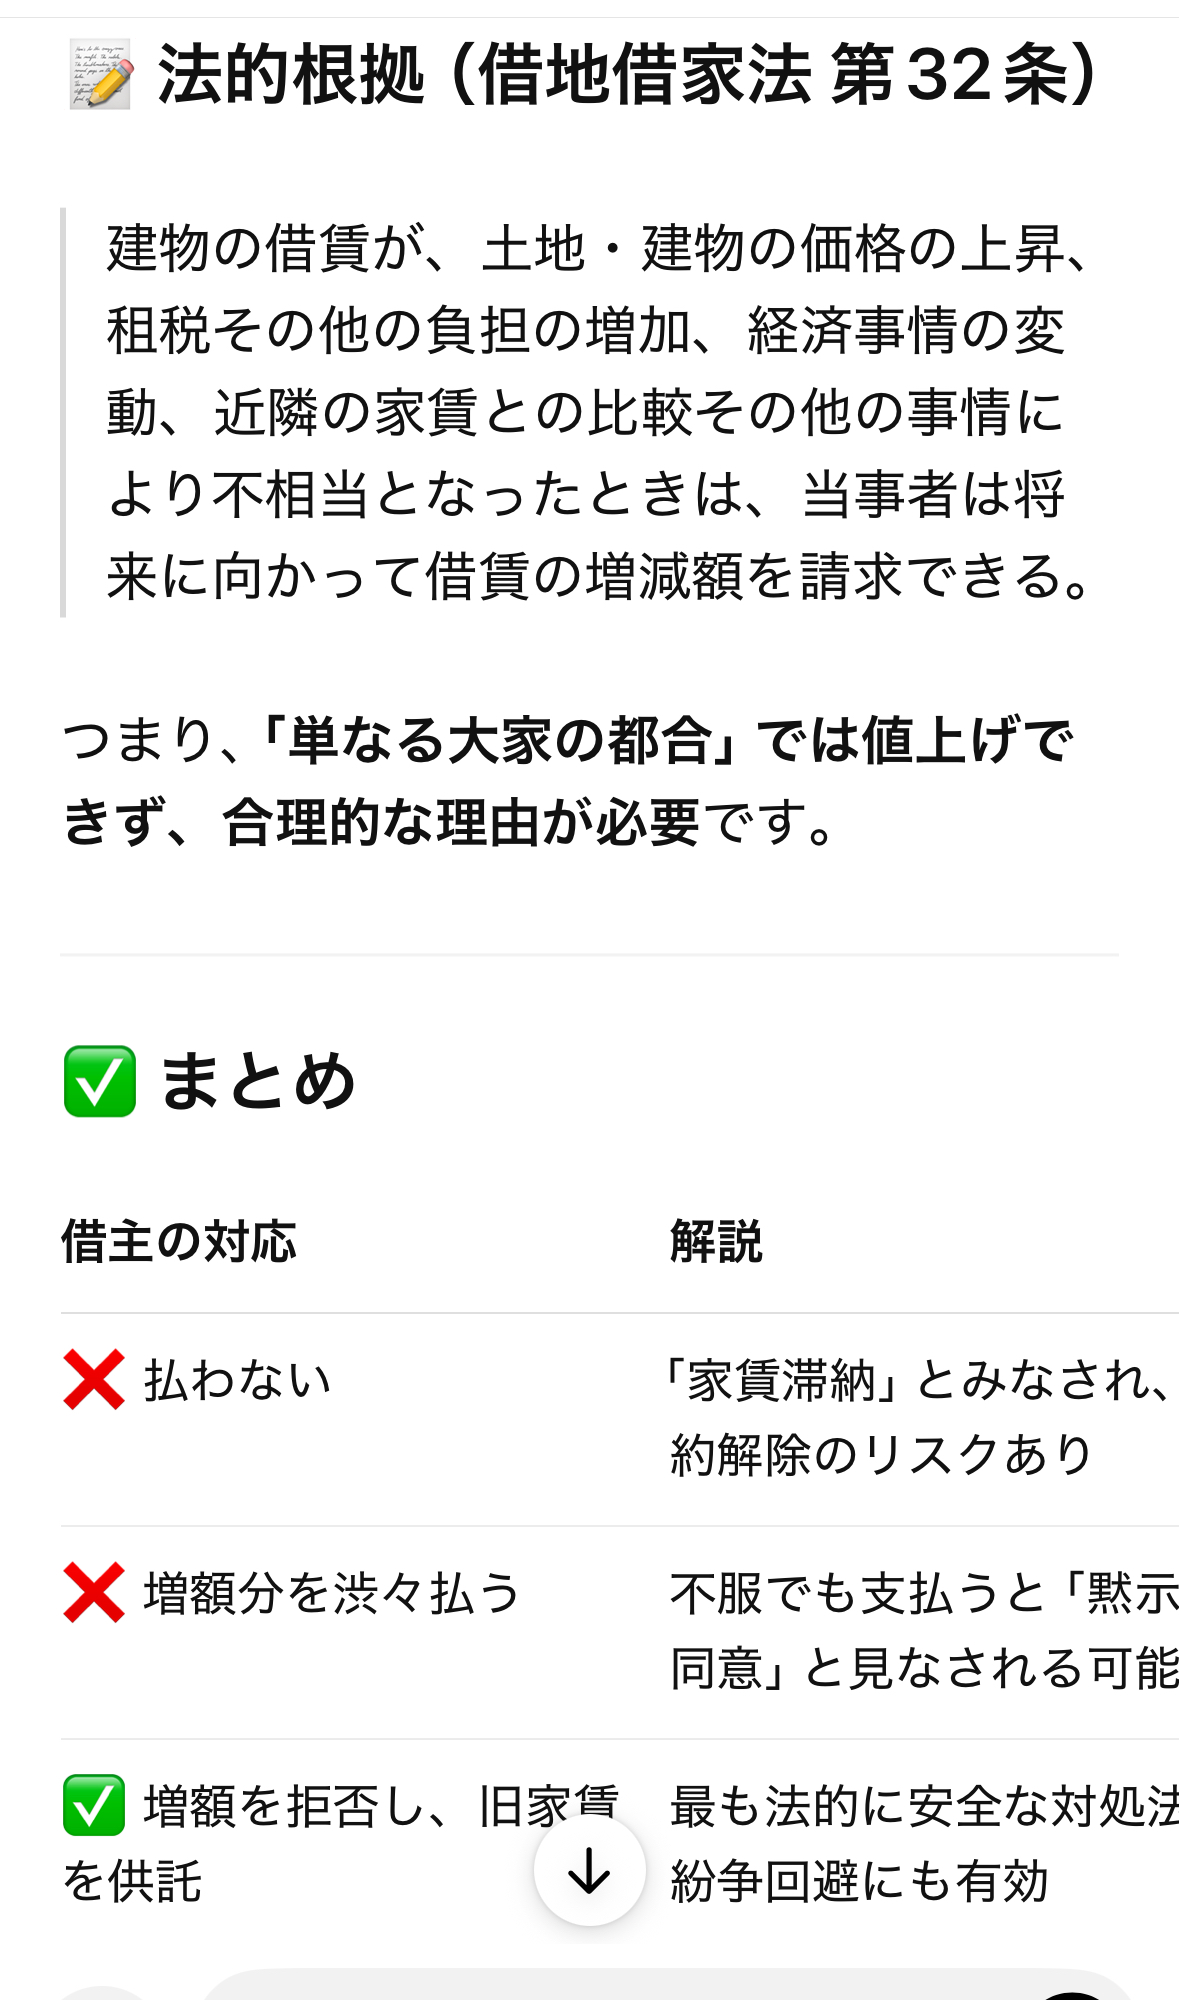 法的根拠（借地借家法 第32条）
建物の借賃が、土地・建物の価格の上昇、
租税その他の負担の増加、経済事情の変
動、近隣の家賃との比較その他の事情に
より不相当となったときは、当事者は将
来に向かって借賃の増減額を請求できる。
つまり、「単なる大家の都合」では値上げで
きず、合理的な理由が必要です。
まとめ
借主の対応 解説
払わない 「家賃滞納」とみなされ、
約解除のリスクあり
増額分を渋々払う 不服でも支払うと「黙示
同意」と見なされる可能
増額を拒否し、旧家賃 最も法的に安全な対処法
を供託 紛争回避にも有効